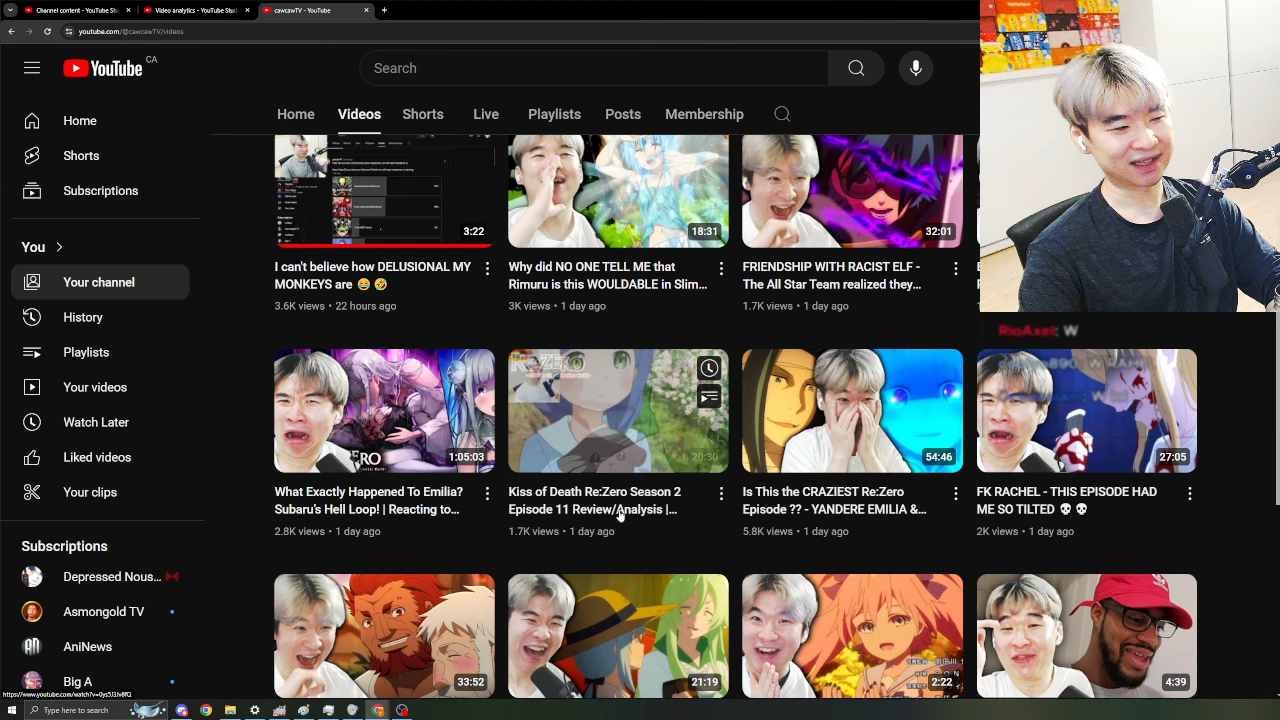 Channel content - YouTube Stu
Video analytics - YouTube Stud
cawcawTV - YouTube
youtube.com/@cawcawTV/videos
YouTube CA
Search
Home
Videos
Shorts
Live
Playlists
Posts
Membership
Home
Shorts
Subscriptions
You
Your channel
History
Playlists
Your videos
Watch Later
Liked videos
Your clips
Subscriptions
Depressed Nous...
Asmongold TV
AniNews
Big A
3:22
18:31
32:01
I can't believe how DELUSIONAL MY
MONKEYS are 😂 🤣
3.6K views • 22 hours ago
Why did NO ONE TELL ME that
Rimuru is this WOULDABLE in Slim...
3K views • 1 day ago
FRIENDSHIP WITH RACIST ELF -
The All Star Team realized they...
1.7K views • 1 day ago
RioAxel: W
1:05:03
20:30
54:46
27:05
What Exactly Happened To Emilia?
Subaru's Hell Loop! | Reacting to...
2.8K views • 1 day ago
Kiss of Death Re:Zero Season 2
Episode 11 Review/Analysis |...
1.7K views • 1 day ago
Is This the CRAZIEST Re:Zero
Episode ?? - YANDERE EMILIA &...
5.8K views • 1 day ago
FK RACHEL - THIS EPISODE HAD
ME SO TILTED 💀 💀
2K views • 1 day ago
33:52
21:19
2:22
4:39
Type here to search